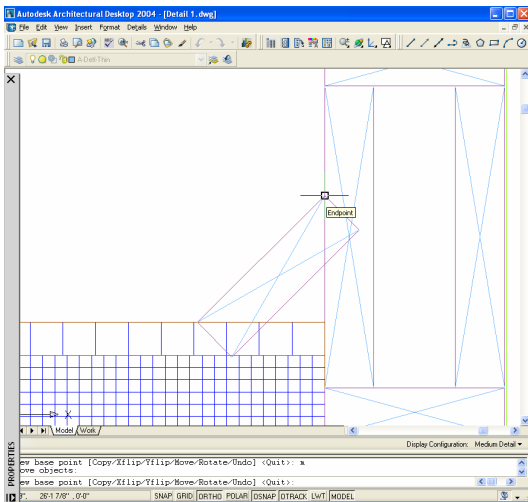 Autodesk Architectural Desktop 2004 - [Detail 1.dwg]
File Edit View Insert Format Details Window Help
A-Detl-Thin
Endpoint
X
Model Work
Display Configuration: Medium Detail
PROPERTIES
ew base point [Copy/Xflip/Yflip/Move/Rotate/Undo] <Quit>: m
ove objects:
ew base point [Copy/Xflip/Yflip/Move/Rotate/Undo] <Quit>:
8" , 26'-1 7/8" ,0'-0" SNAP GRID ORTHO POLAR OSNAP OTRACK LWT MODEL